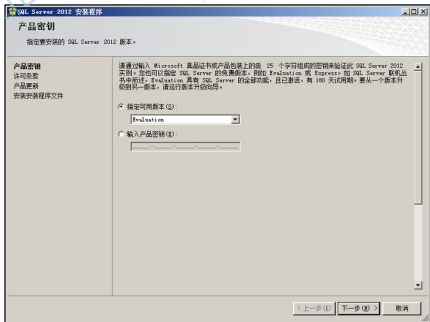 SQL Server 2012 安装程序
产品密钥
指定要安装的 SQL Server 2012 版本。
产品密钥
许可条款
产品更新
安装安装程序文件
请通过输入 Microsoft 真品证书或产品包装上的由 25 个字符组成的密钥来验证此 SQL Server 2012
实例。您也可以指定 SQL Server 的免费版本，例如 Evaluation 或 Express。如 SQL Server 联机丛
书中所述，Evaluation 具有 SQL Server 的全部功能，且已激活，有 180 天试用期。要从一个版本升
级到另一版本，请运行版本升级向导。
指定可用版本(S):
Evaluation
输入产品密钥(E):
< 上一步(B)
下一步(N) >
取消